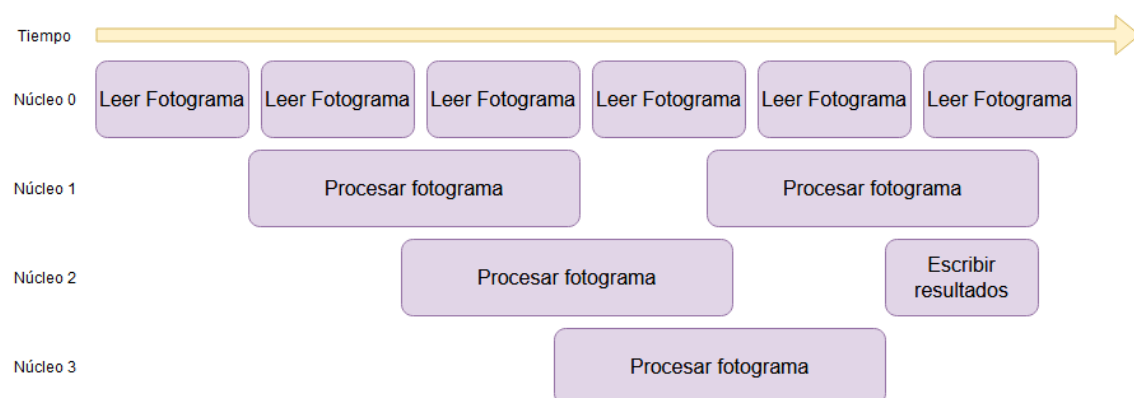 Tiempo
Núcleo 0
Leer Fotograma
Leer Fotograma
Leer Fotograma
Leer Fotograma
Leer Fotograma
Leer Fotograma
Núcleo 1
Procesar fotograma
Procesar fotograma
Núcleo 2
Procesar fotograma
Escribir
resultados
Núcleo 3
Procesar fotograma